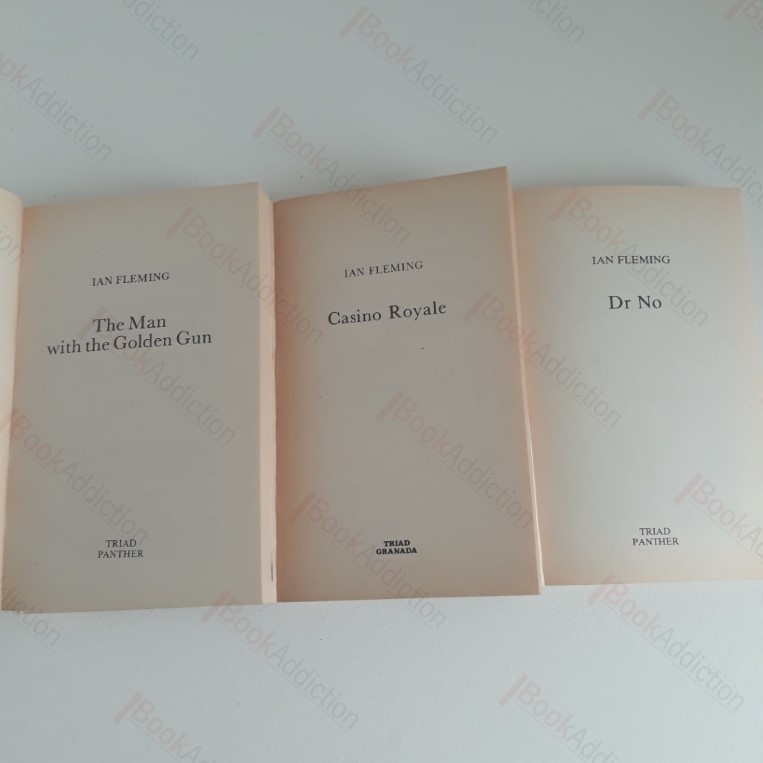 IAN FLEMING
The Man
with the Golden Gun
TRIAD
PANTHER
IAN FLEMING
Casino Royale
TRIAD
GRANADA
IAN FLEMING
Dr No
TRIAD
PANTHER
BookAddiction